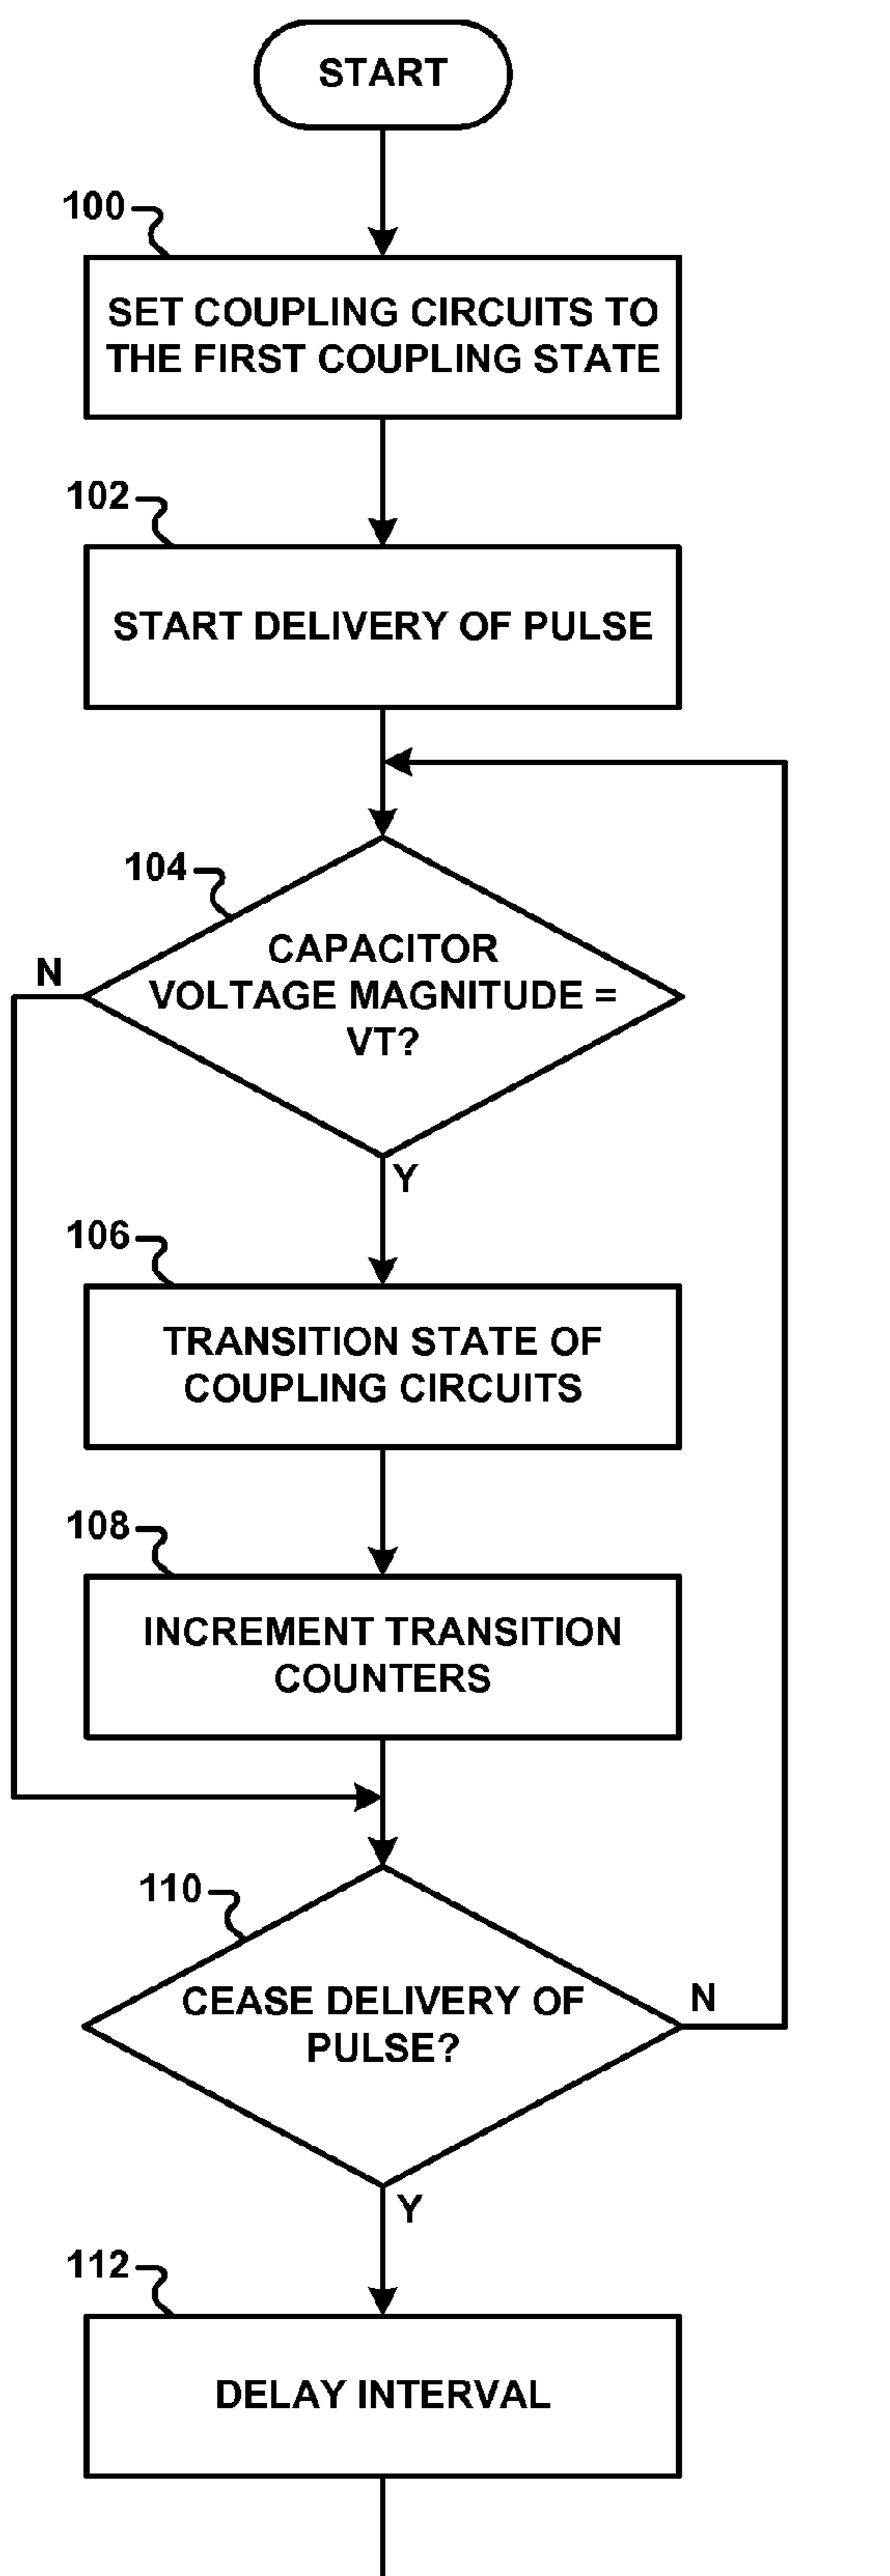 START
100
SET COUPLING CIRCUITS TO
THE FIRST COUPLING STATE
102
START DELIVERY OF PULSE
104
N
CAPACITOR
VOLTAGE MAGNITUDE =
VT?
Y
106
TRANSITION STATE OF
COUPLING CIRCUITS
108
INCREMENT TRANSITION
COUNTERS
110
CEASE DELIVERY OF
PULSE?
N
Y
112
DELAY INTERVAL